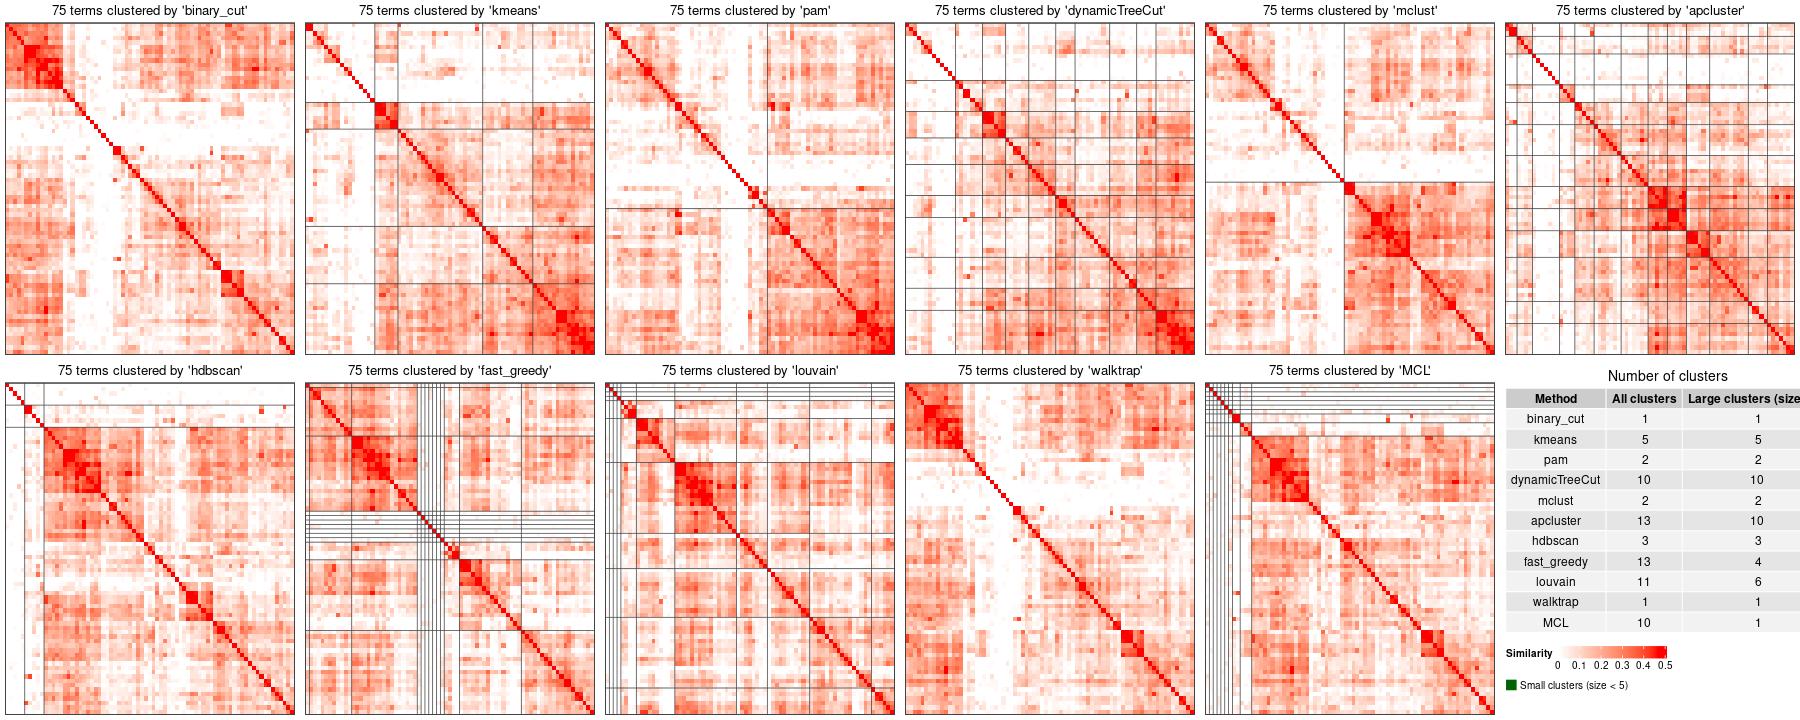 75 terms clustered by 'binary_cut'
75 terms clustered by 'kmeans'
75 terms clustered by 'pam'
75 terms clustered by 'dynamicTreeCut'
75 terms clustered by 'mclust'
75 terms clustered by 'apcluster'
75 terms clustered by 'hdbscan'
75 terms clustered by 'fast_greedy'
75 terms clustered by 'louvain'
75 terms clustered by 'walktrap'
75 terms clustered by 'MCL'
Number of clusters
Method All clusters Large clusters (size
binary_cut 1 1
kmeans 5 5
pam 2 2
dynamicTreeCut 10 10
mclust 2 2
apcluster 13 10
hdbscan 3 3
fast_greedy 13 4
louvain 11 6
walktrap 1 1
MCL 10 1
Similarity
0 0.1 0.2 0.3 0.4 0.5
Small clusters (size < 5)